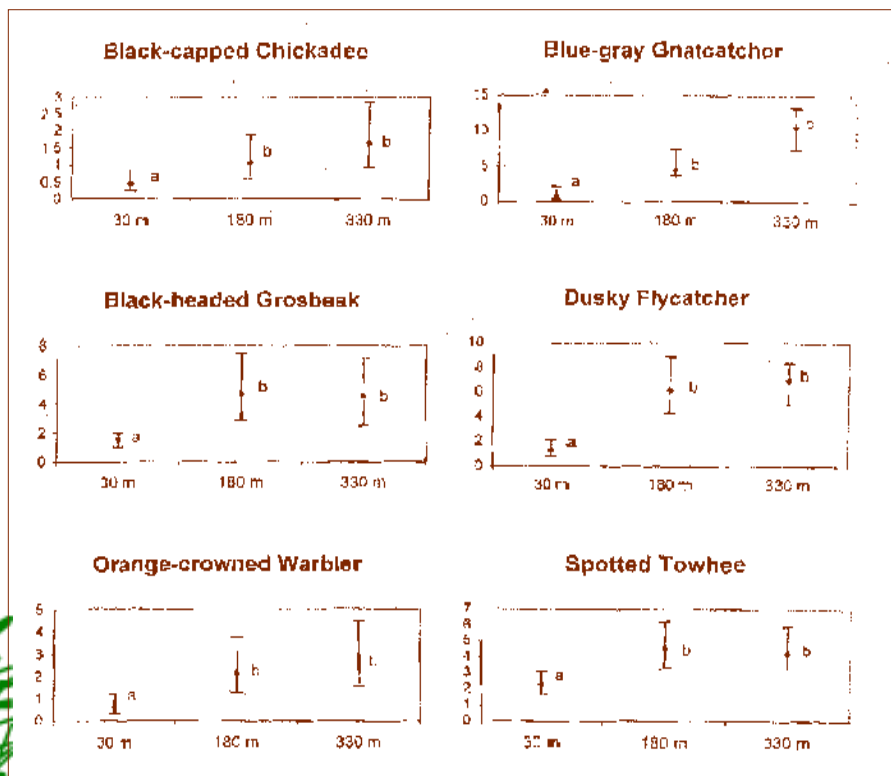 Black-capped Chickadee
3
2.5
2
1.5
1
0.5
0
a
b
b
30 m
180 m
330 m
Blue-gray Gnatcatcher
15
10
5
0
a
b
30 m
180 m
330 m
Black-headed Grosbeak
8
6
4
2
0
a
b
b
30 m
180 m
330 m
Dusky Flycatcher
10
8
6
4
2
0
a
b
b
30 m
180 m
330 m
Orange-crowned Warbler
5
4
3
2
1
0
a
b
30 m
180 m
330 m
Spotted Towhee
7
6
5
4
3
2
1
0
a
b
b
30 m
180 m
330 m